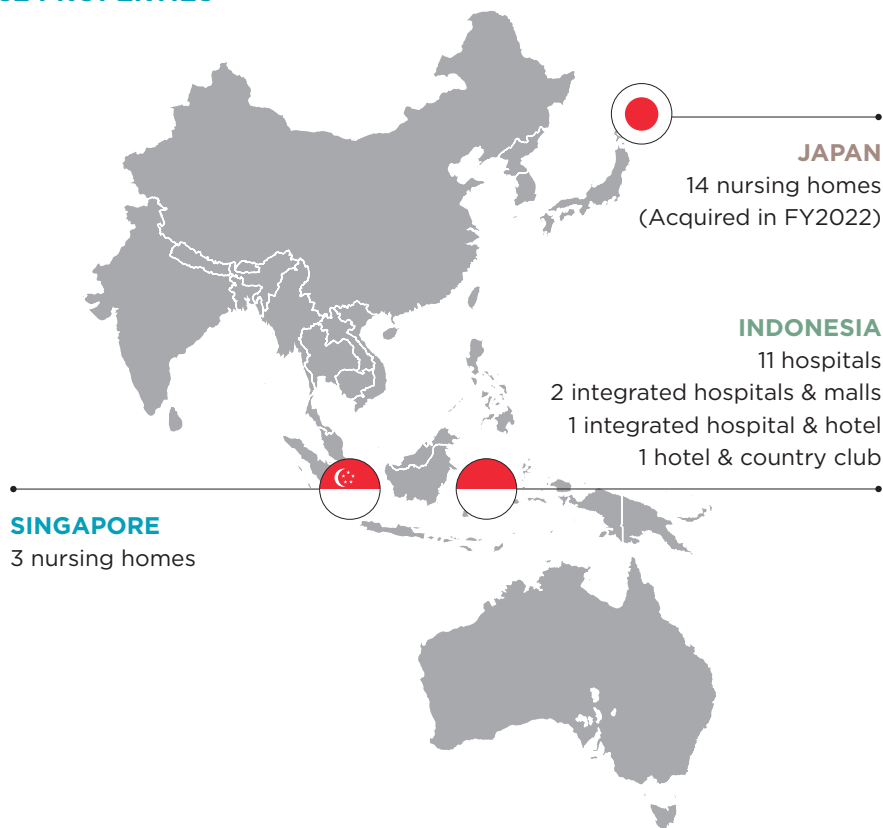 JAPAN
14 nursing homes
(Acquired in FY2022)
INDONESIA
11 hospitals
2 integrated hospitals & malls
1 integrated hospital & hotel
1 hotel & country club
SINGAPORE
3 nursing homes